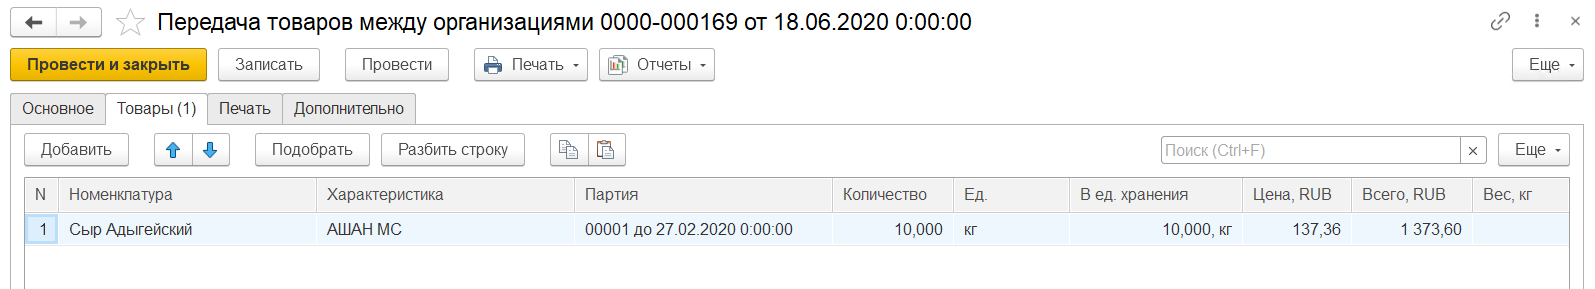 Передача товаров между организациями 0000-000169 от 18.06.2020 0:00:00
Провести и закрыть Записать Провести Печать Отчеты Еще
Основное Товары (1) Печать Дополнительно
Добавить Подобрать Разбить строку Поиск (Ctrl+F) × Еще
N Номенклатура Характеристика Партия Количество Ед. В ед. хранения Цена, RUB Всего, RUB Вес, кг
1 Сыр Адыгейский АШАН МС 00001 до 27.02.2020 0:00:00 10,000 кг 10,000, кг 137,36 1 373,60